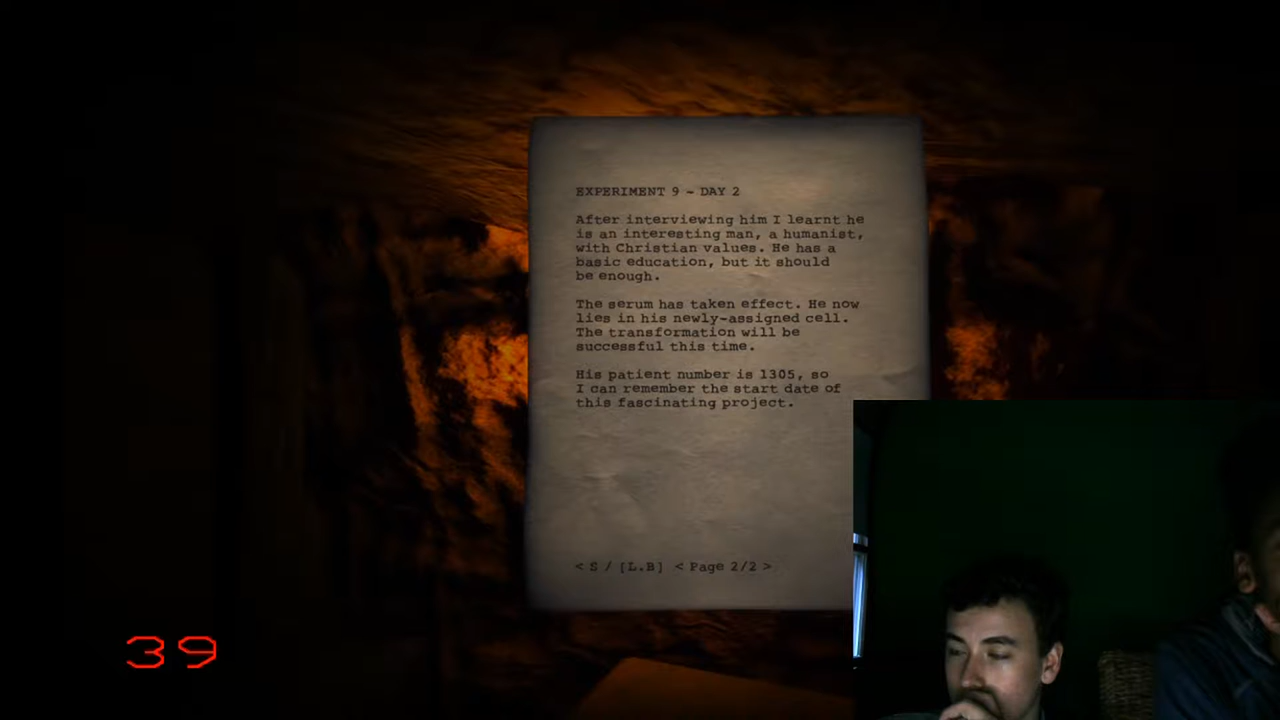 EXPERIMENT 9 - DAY 2
After interviewing him I learnt he
is an interesting man, a humanist,
with Christian values. He has a
basic education, but it should
be enough.
The serum has taken effect. He now
lies in his newly-assigned cell.
The transformation will be
successful this time.
His patient number is 1305, so
I can remember the start date of
this fascinating project.
< S / [L.B] < Page 2/2 >
39